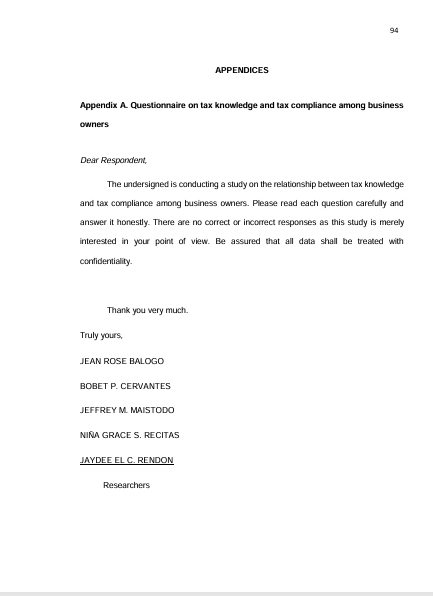 94
APPENDICES
Appendix A. Questionnaire on tax knowledge and tax compliance among business
owners
Dear Respondent,
The undersigned is conducting a study on the relationship between tax knowledge
and tax compliance among business owners. Please read each question carefully and
answer it honestly. There are no correct or incorrect responses as this study is merely
interested in your point of view. Be assured that all data shall be treated with
confidentiality.
Thank you very much.
Truly yours,
JEAN ROSE BALOGO
BOBET P. CERVANTES
JEFFREY M. MAISTODO
NIÑA GRACE S. RECITAS
JAYDEE EL C. RENDON
Researchers